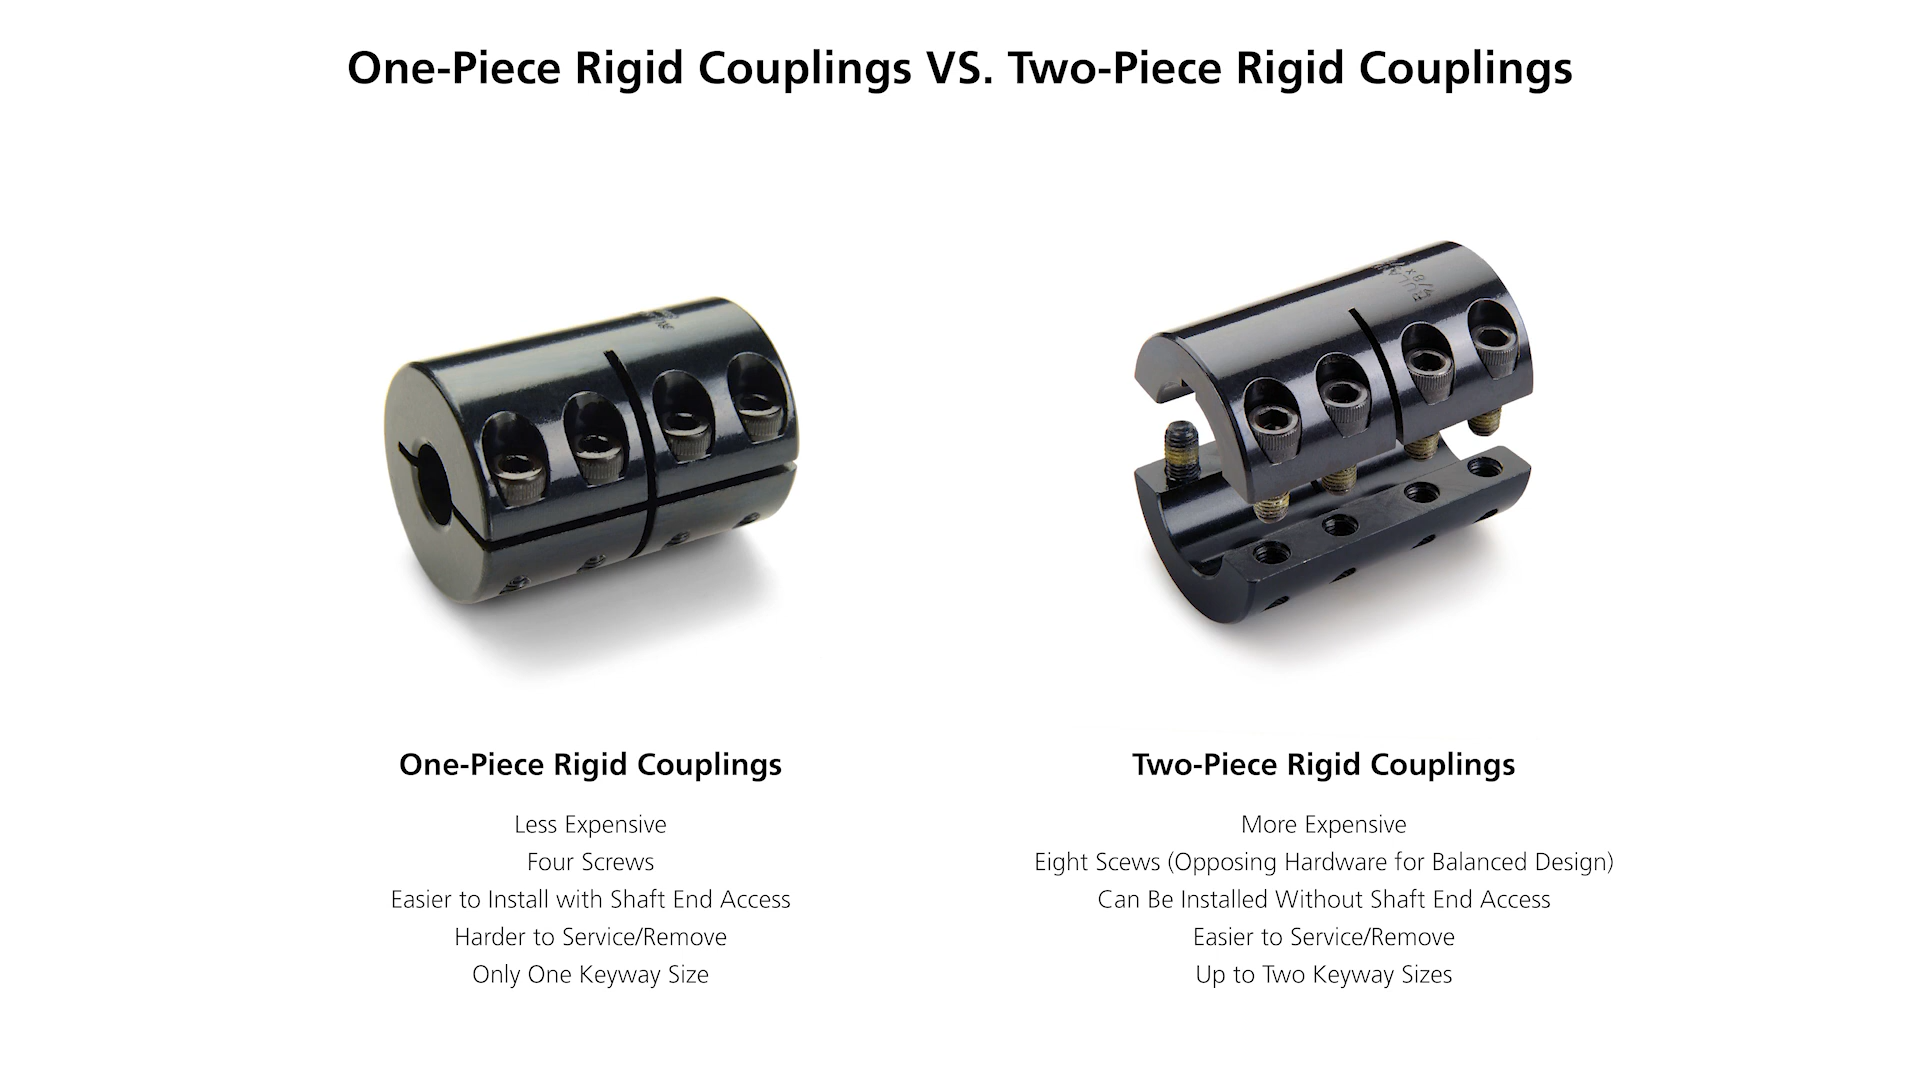 One-Piece Rigid Couplings VS. Two-Piece Rigid Couplings
One-Piece Rigid Couplings
Less Expensive
Four Screws
Easier to Install with Shaft End Access
Harder to Service/Remove
Only One Keyway Size
Two-Piece Rigid Couplings
More Expensive
Eight Scews (Opposing Hardware for Balanced Design)
Can Be Installed Without Shaft End Access
Easier to Service/Remove
Up to Two Keyway Sizes